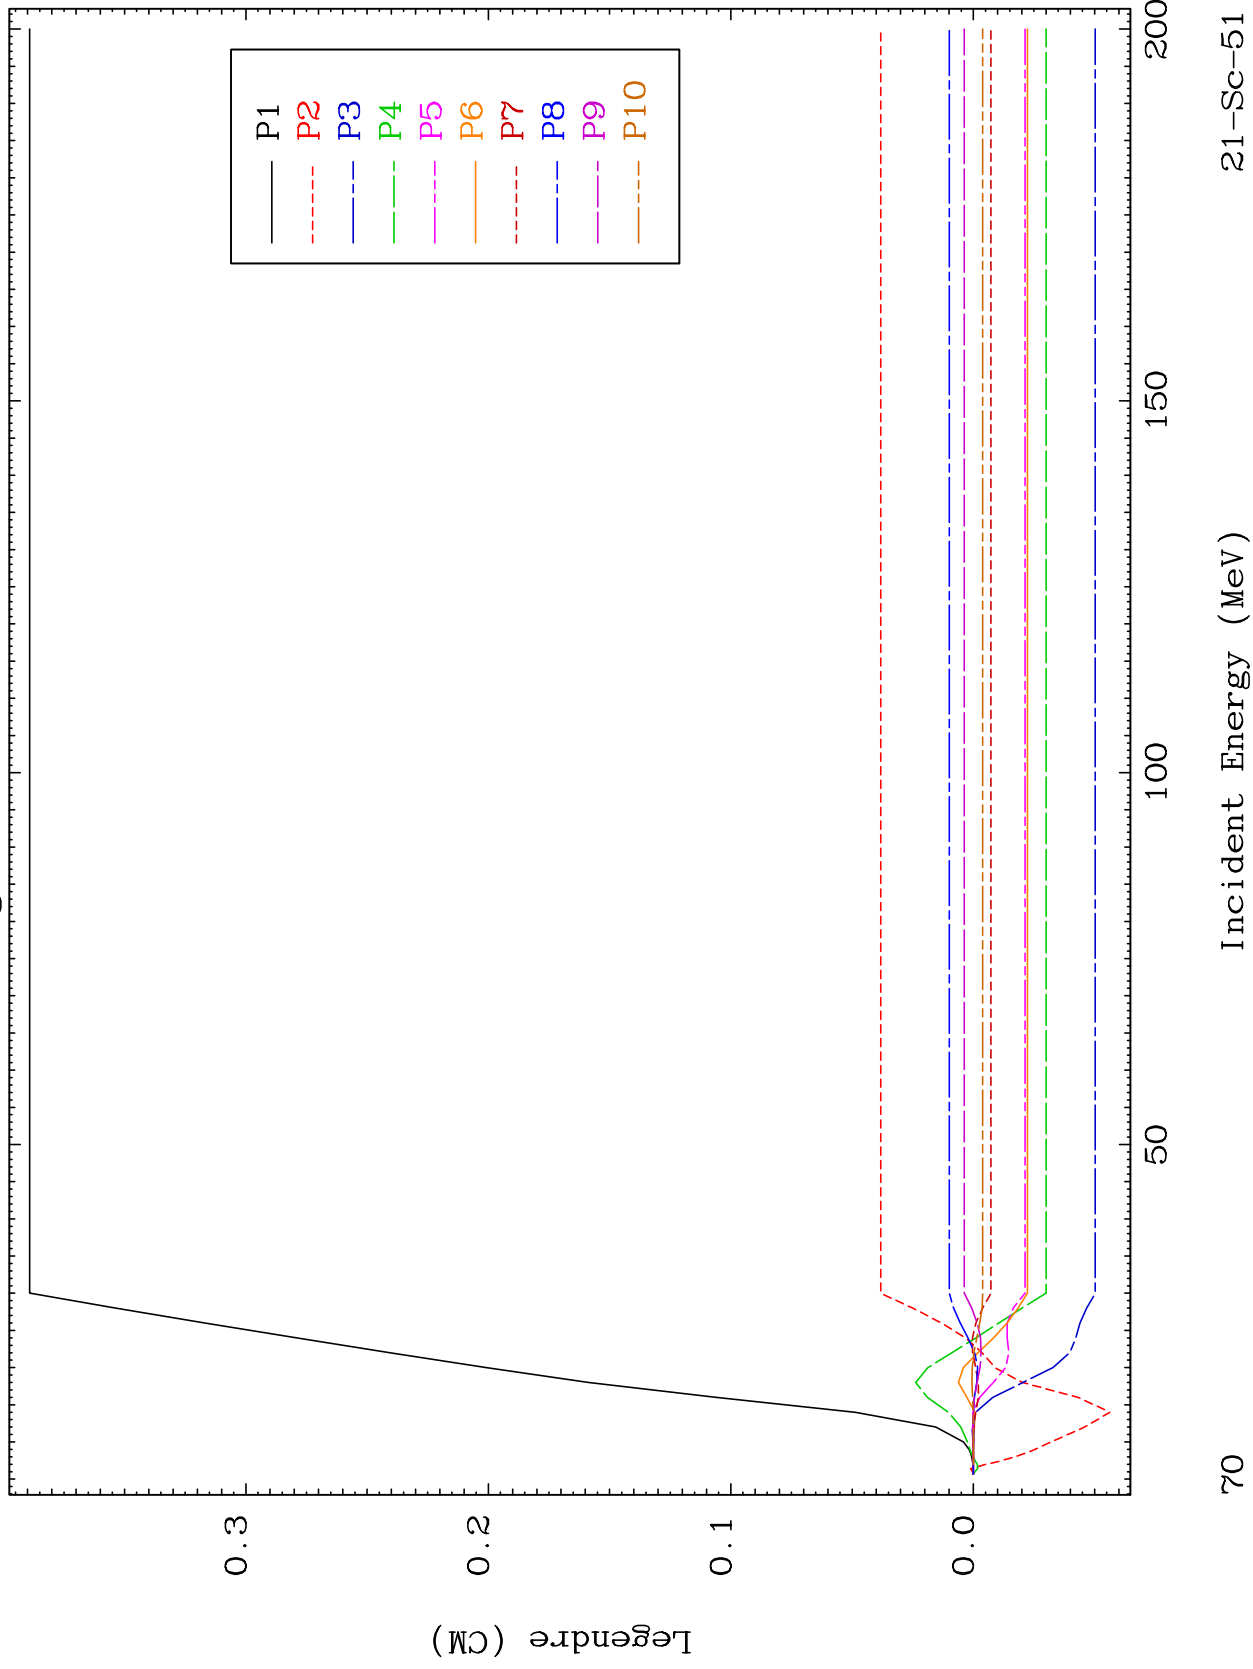 P1
P2
P3
P4
P5
P6
P7
P8
P9
P10
0.3
0.2
0.1
0.0
Legendre (CM)
50
100
150
200
Incident Energy (MeV)
70
21-Sc-51